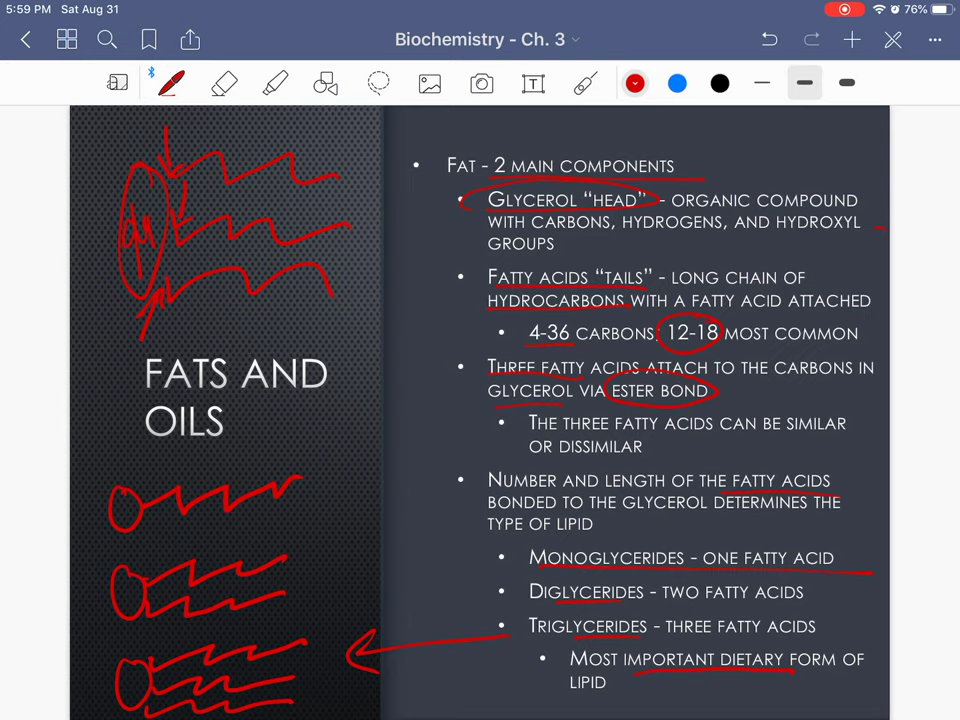 5:59 PM Sat Aug 31
76%
Biochemistry - Ch. 3
T
FATS AND
OILS
• FAT - 2 MAIN COMPONENTS
• GLYCEROL “HEAD” - ORGANIC COMPOUND
WITH CARBONS, HYDROGENS, AND HYDROXYL
GROUPS
• FATTY ACIDS “TAILS” - LONG CHAIN OF
HYDROCARBONS WITH A FATTY ACID ATTACHED
• 4-36 CARBONS; 12-18 MOST COMMON
• THREE FATTY ACIDS ATTACH TO THE CARBONS IN
GLYCEROL VIA ESTER BOND
• THE THREE FATTY ACIDS CAN BE SIMILAR
OR DISSIMILAR
• NUMBER AND LENGTH OF THE FATTY ACIDS
BONDED TO THE GLYCEROL DETERMINES THE
TYPE OF LIPID
• MONOGLYCERIDES - ONE FATTY ACID
• DIGLYCERIDES - TWO FATTY ACIDS
• TRIGLYCERIDES - THREE FATTY ACIDS
• MOST IMPORTANT DIETARY FORM OF
LIPID